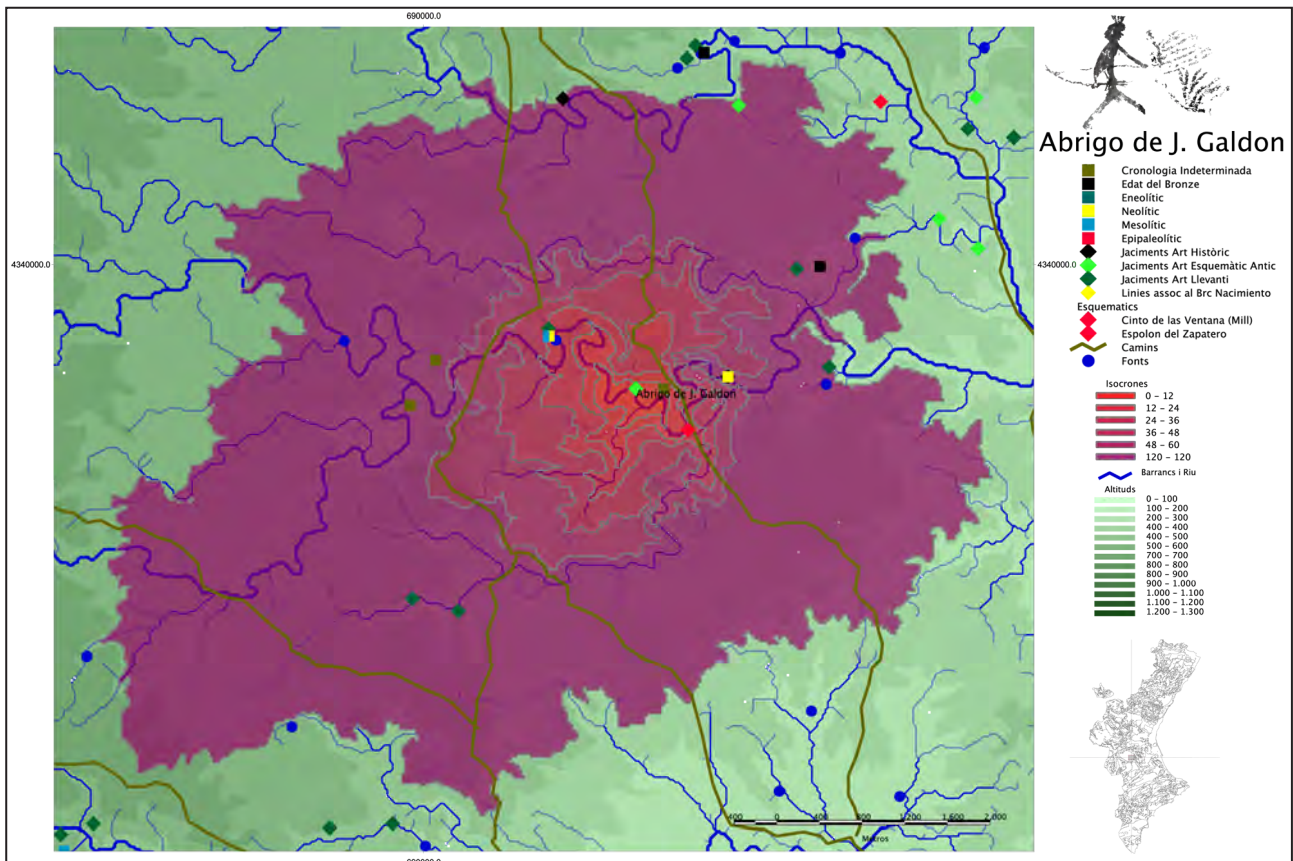 690000.0
4340000.0
4340000.0
Abrigo de J. Galdon
400 0 400 800 1.200 1.600 2.000
Metros
Abrigo de J. Galdon
Cronologia Indeterminada
Edat del Bronze
Eneolític
Neolític
Mesolític
Epipaleolític
Jaciments Art Històric
Jaciments Art Esquemàtic Antic
Jaciments Art Llevanti
Linies assoc al Brc Nacimiento
Esquematics
Cinto de las Ventana (Mill)
Espolon del Zapatero
Camins
Fonts
Isocrones
0 - 12
12 - 24
24 - 36
36 - 48
48 - 60
120 - 120
Barrancs i Riu
Altituds
0 - 100
100 - 200
200 - 300
400 - 400
400 - 500
500 - 600
700 - 700
800 - 800
800 - 900
900 - 1.000
1.000 - 1.100
1.100 - 1.200
1.200 - 1.300